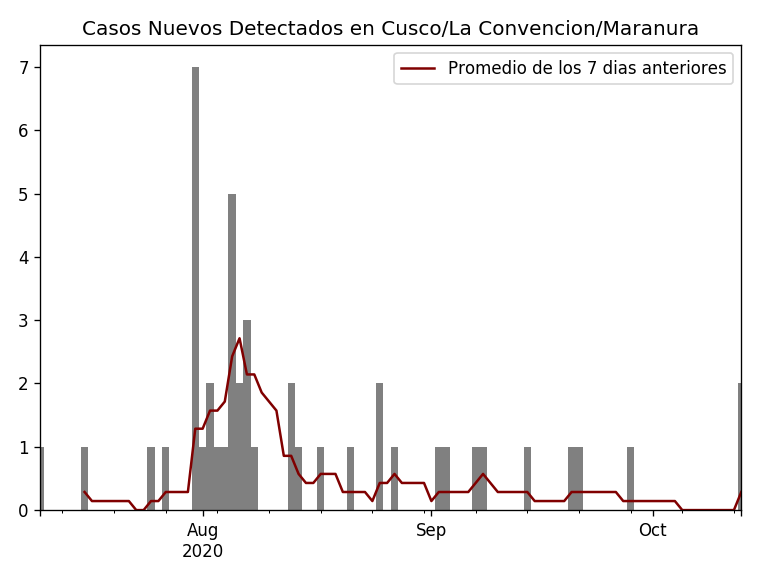 Casos Nuevos Detectados en Cusco/La Convencion/Maranura
Promedio de los 7 dias anteriores
7
6
5
4
3
2
1
0
Aug
2020
Sep
Oct